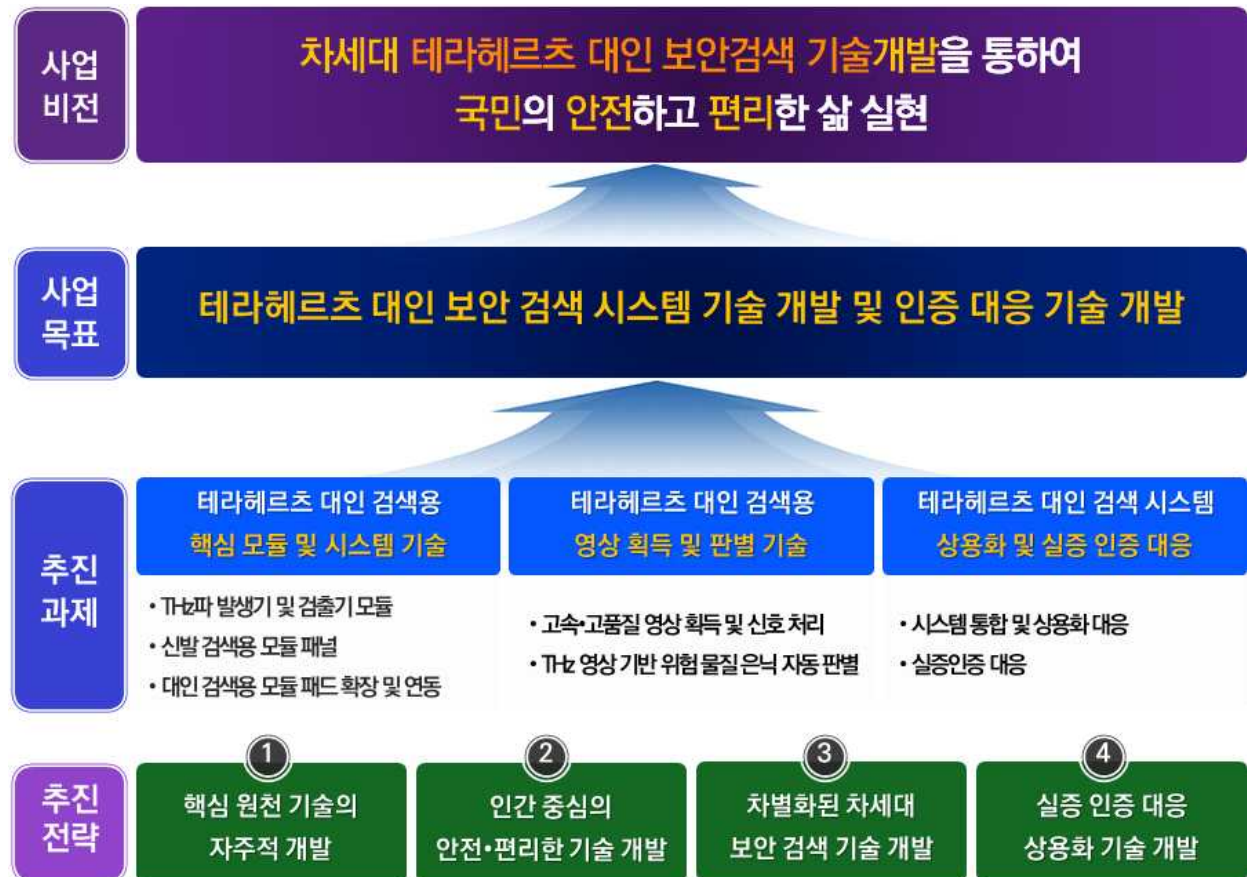 사업
비전
차세대 테라헤르츠 대인 보안검색 기술개발을 통하여
국민의 안전하고 편리한 삶 실현
사업
목표
테라헤르츠 대인 보안 검색 시스템 기술 개발 및 인증 대응 기술 개발
추진
과제
테라헤르츠 대인 검색용
핵심 모듈 및 시스템 기술
• THz파 발생기 및 검출기 모듈
• 신발 검색용 모듈 패널
• 대인 검색용 모듈 패드 확장 및 연동
테라헤르츠 대인 검색용
영상 획득 및 판별 기술
• 고속•고품질 영상 획득 및 신호 처리
• THz 영상 기반 위험 물질 은닉 자동 판별
테라헤르츠 대인 검색 시스템
상용화 및 실증 인증 대응
• 시스템 통합 및 상용화 대응
• 실증인증 대응
추진
전략
1
핵심 원천 기술의
자주적 개발
2
인간 중심의
안전•편리한 기술 개발
3
차별화된 차세대
보안 검색 기술 개발
4
실증 인증 대응
상용화 기술 개발